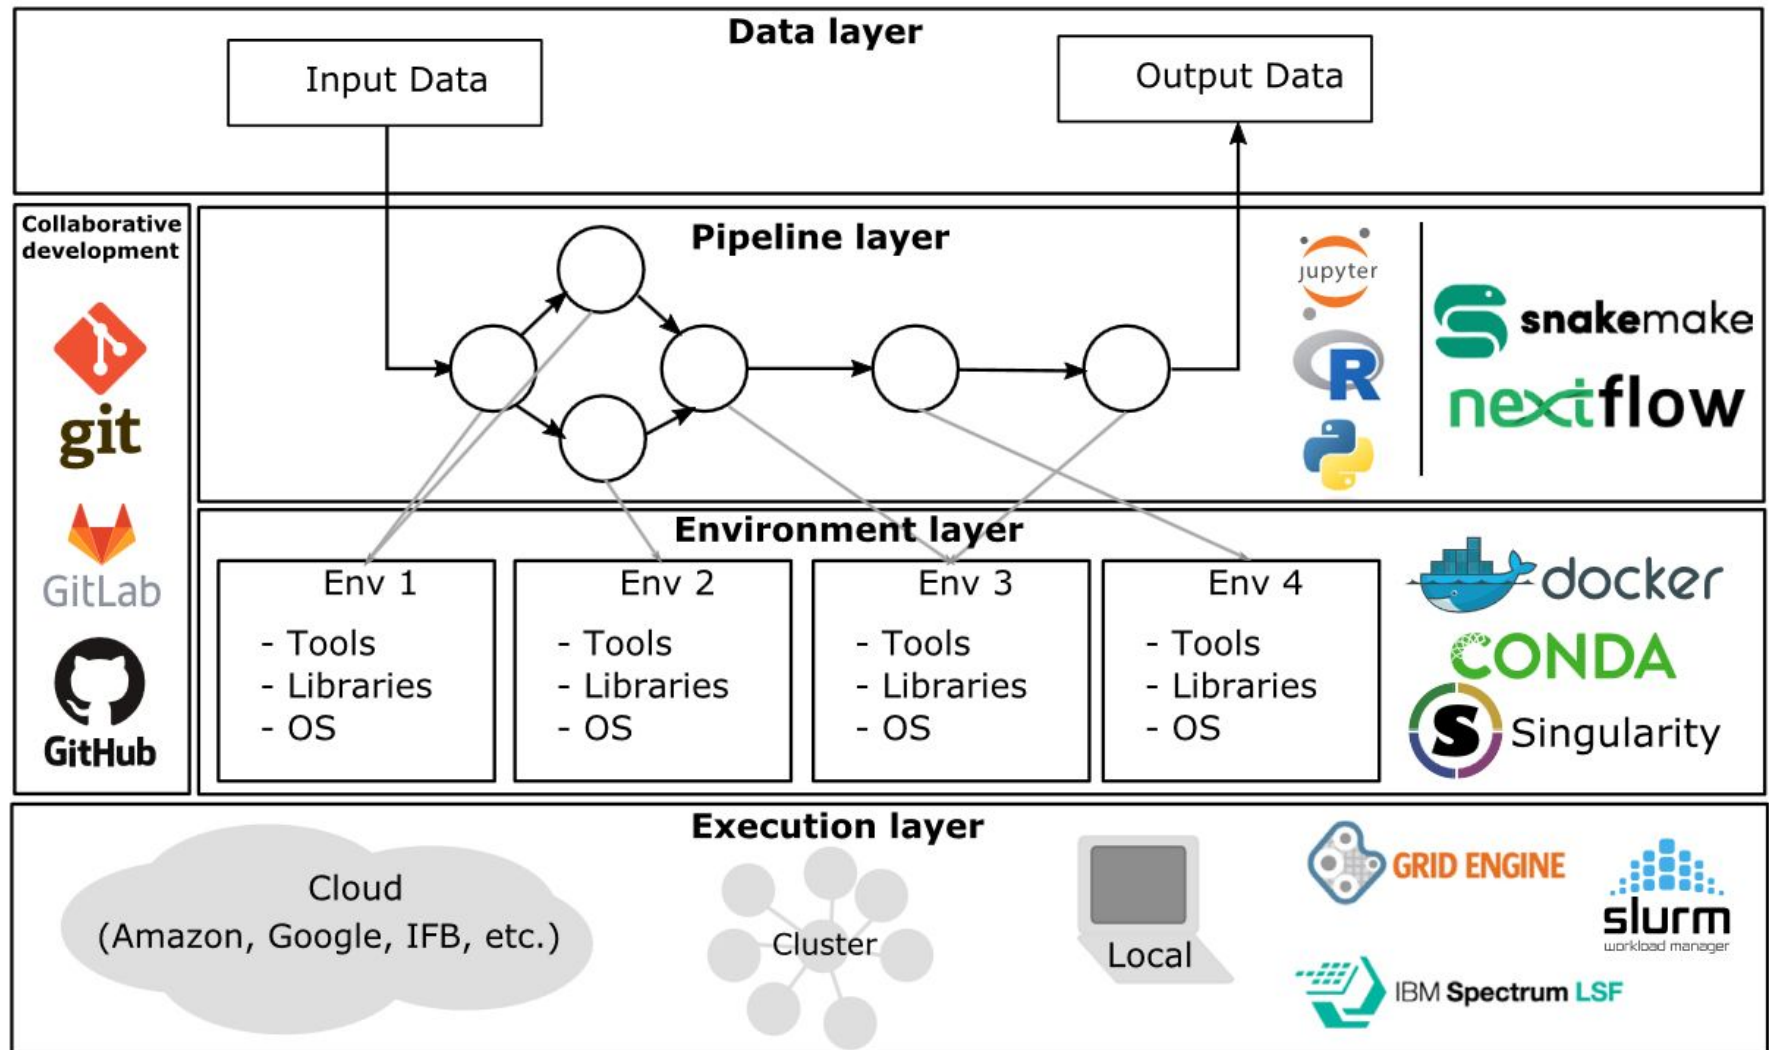 Data layer
Input Data
Output Data
Collaborative
development
git
GitLab
GitHub
Pipeline layer
jupyter
R
snakemake
nextflow
Environment layer
Env 1
- Tools
- Libraries
- OS
Env 2
- Tools
- Libraries
- OS
Env 3
- Tools
- Libraries
- OS
Env 4
- Tools
- Libraries
- OS
docker
CONDA
S
Singularity
Execution layer
Cloud
(Amazon, Google, IFB, etc.)
Cluster
Local
GRID ENGINE
slurm
workload manager
IBM Spectrum LSF